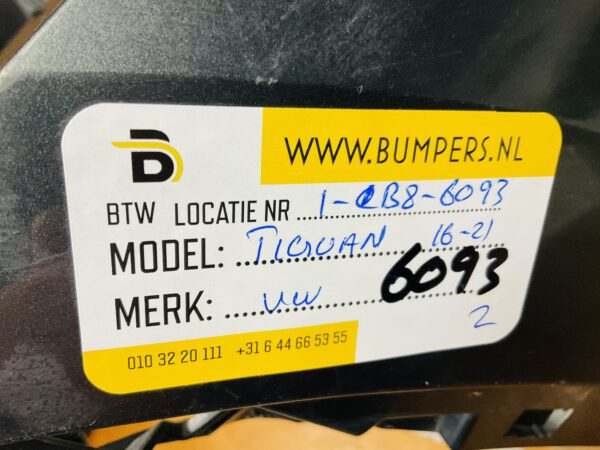 B
WWW.BUMPERS.NL
BTW LOCATIE NR 1-CB8-6093
MODEL: TIGUAN 16-21
6093
MERK: VW
2
010 32 20 111 +31 6 44 66 53 55